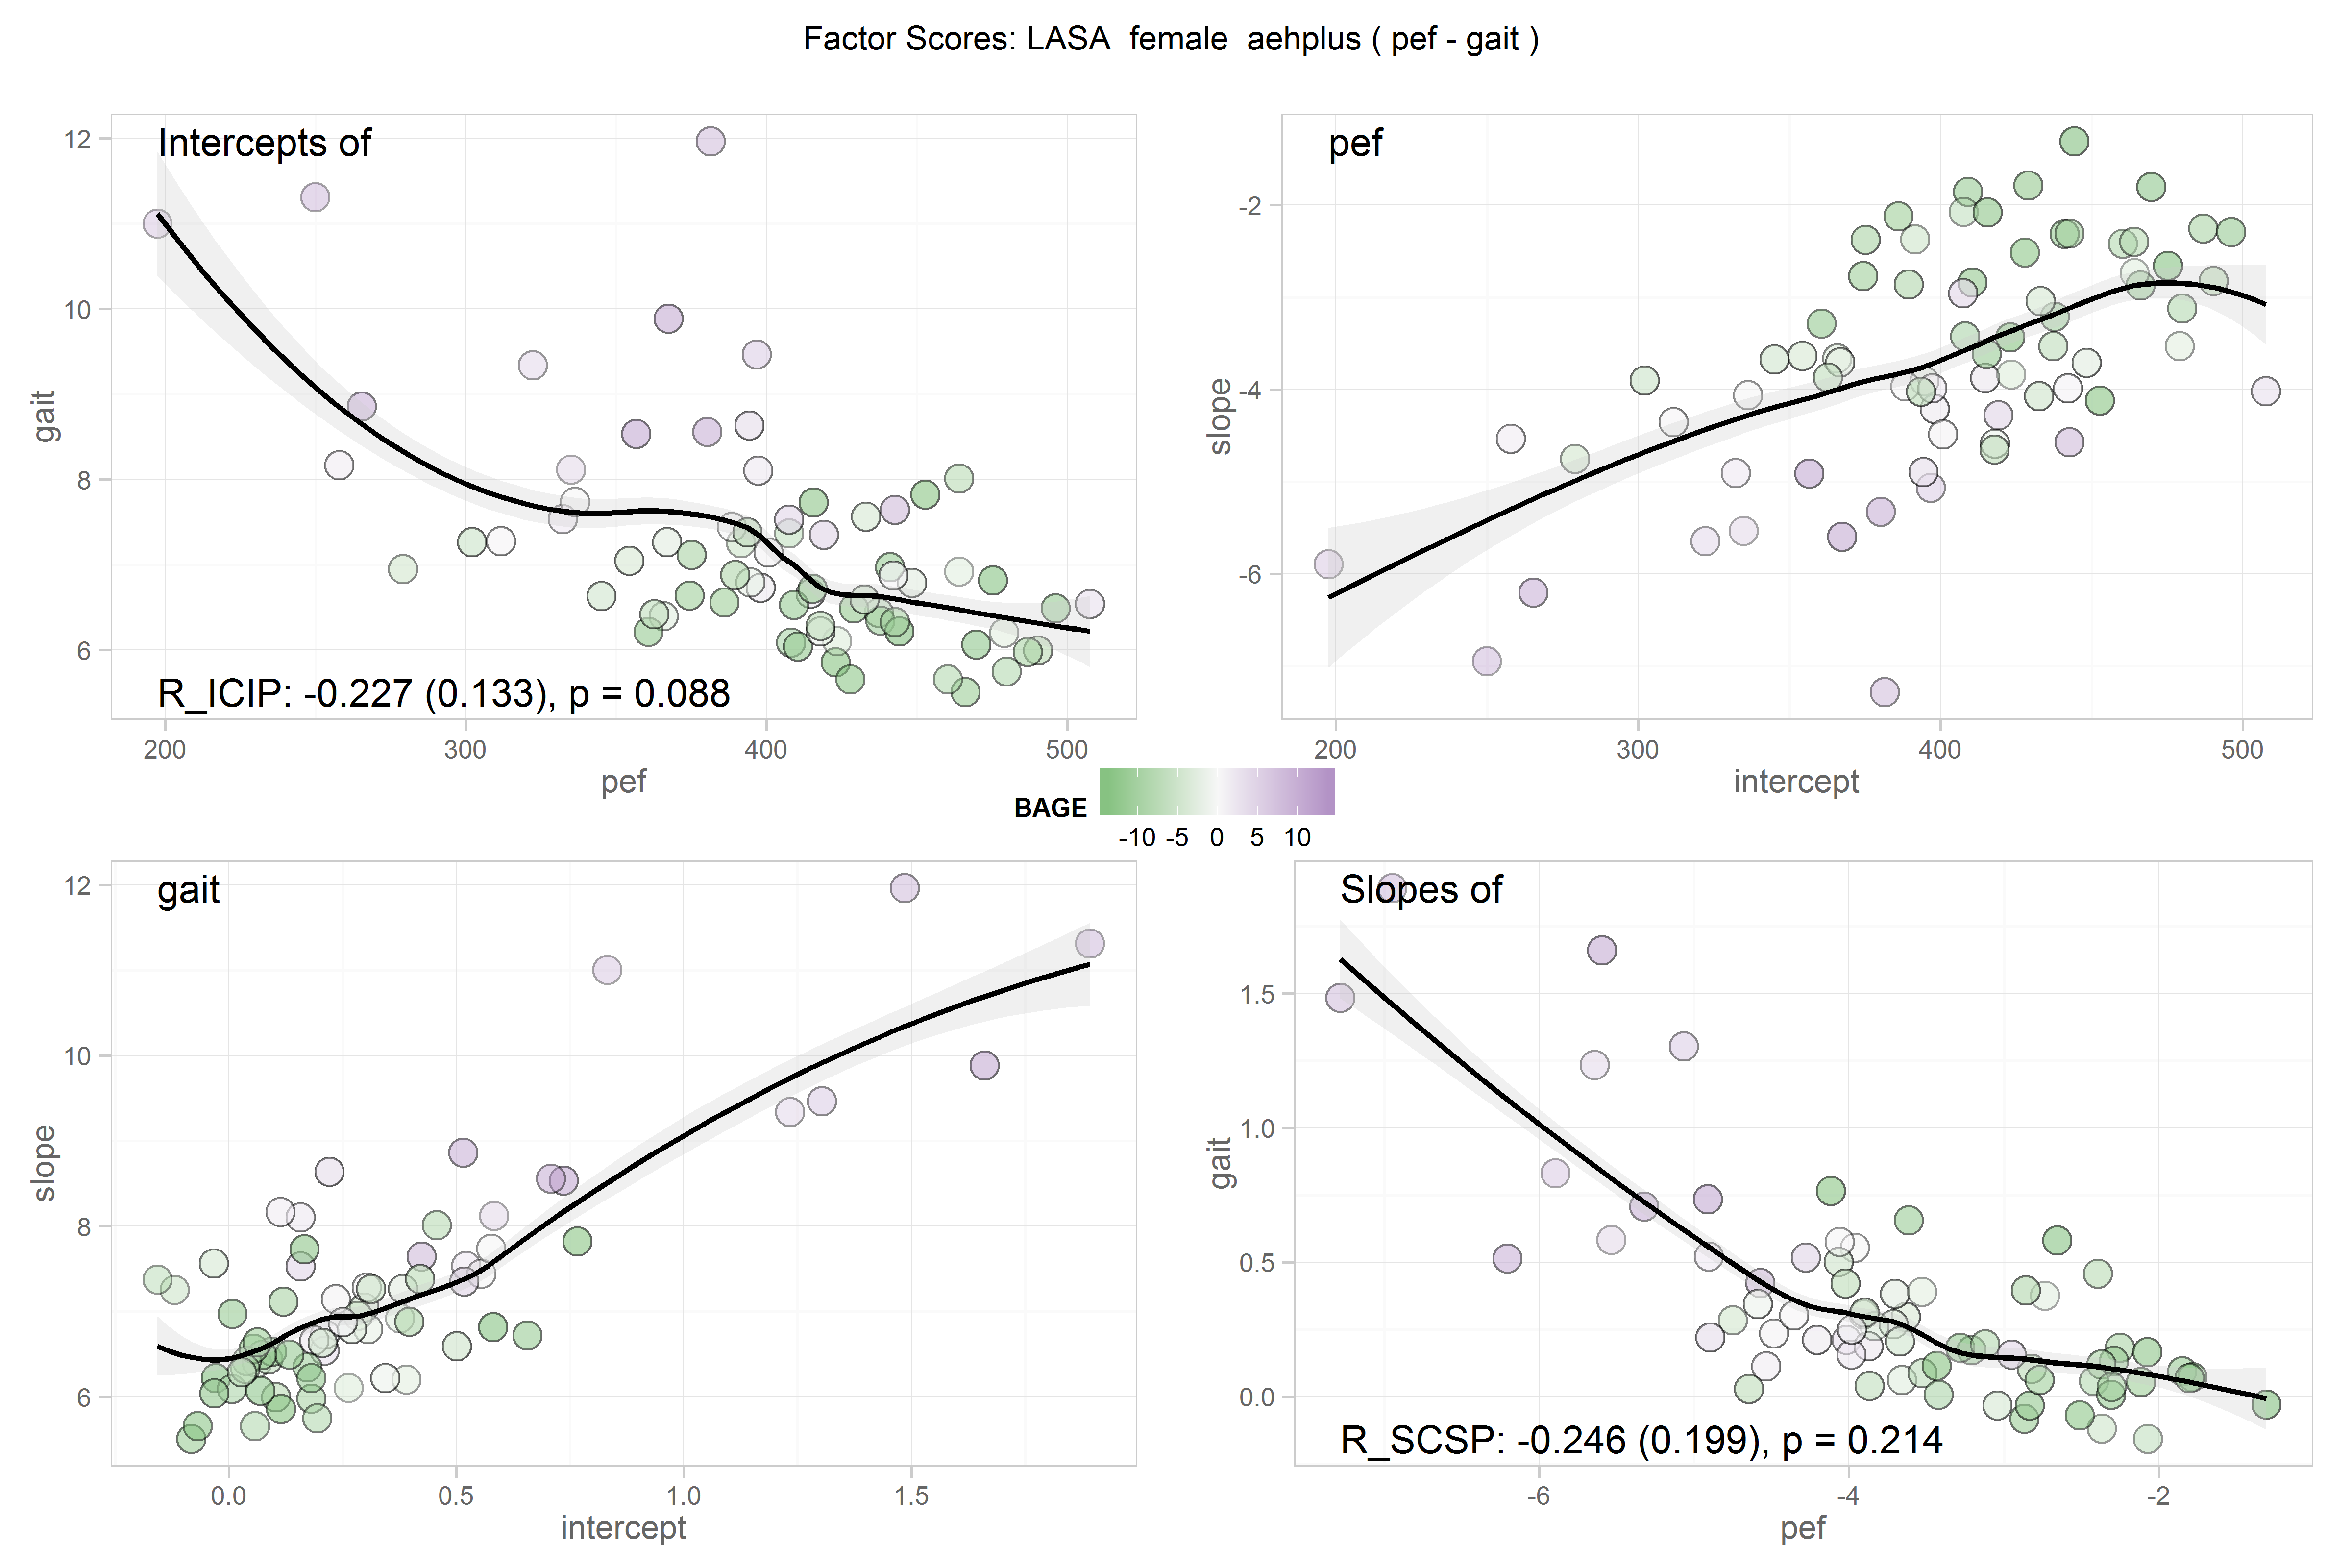 Factor Scores: LASA  female  aehplus ( pef - gait )
Intercepts of
12
10
8
6
gait
R_ICIP: -0.227 (0.133), p = 0.088
200 300 400 500
pef
pef
-2
-4
-6
slope
200 300 400 500
intercept
BAGE
-10 -5 0 5 10
gait
12
10
8
6
slope
0.0 0.5 1.0 1.5
intercept
Slopes of
1.5
1.0
0.5
0.0
gait
R_SCSP: -0.246 (0.199), p = 0.214
-6 -4 -2
pef